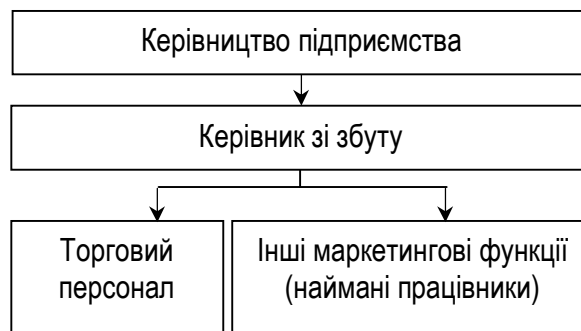 Керівництво підприємства
Керівник зі збуту
Торговий
персонал
Інші маркетингові функції
(наймані працівники)